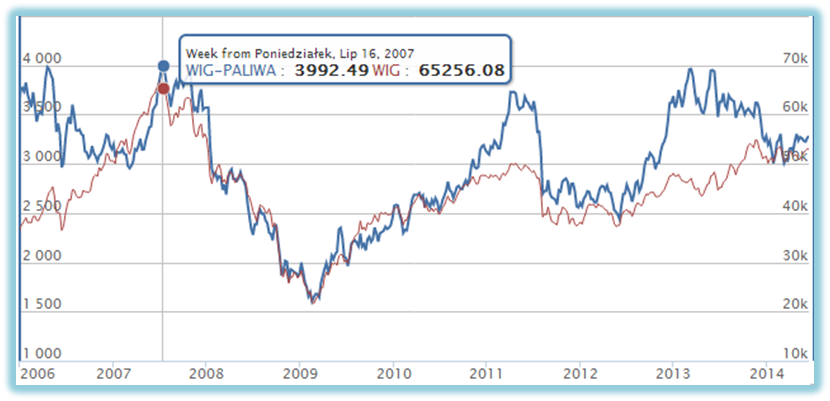 Week from Poniedziałek, Lip 16, 2007
WIG-PALIWA : 3992.49 WIG : 65256.08
4 000 70k
3 500 60k
3 000 50k
2 500 40k
2 000 30k
1 500 20k
1 000 10k
2006 2007 2008 2009 2010 2011 2012 2013 2014